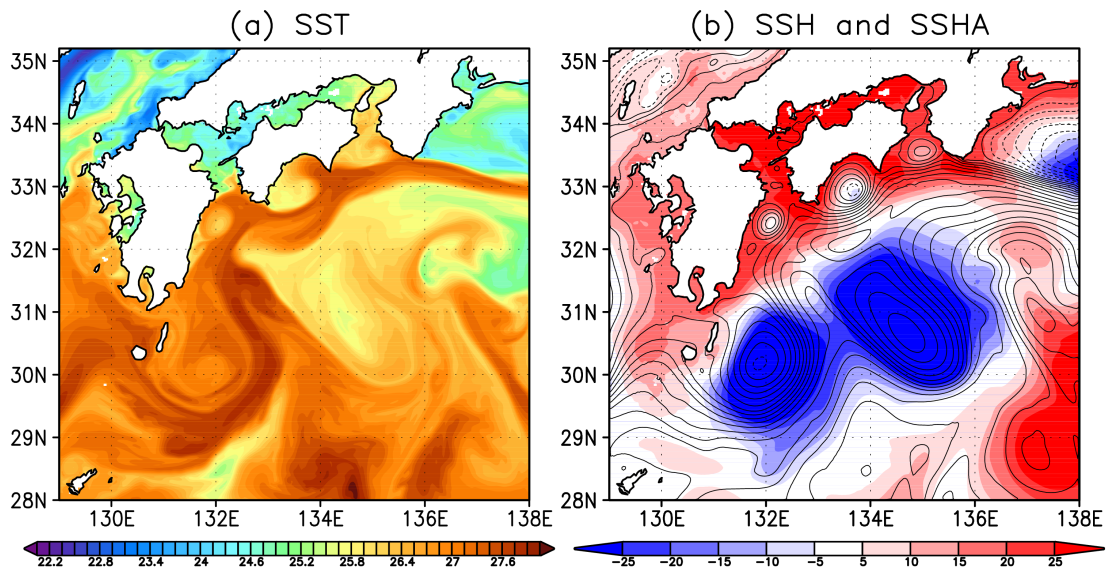 (a) SST
(b) SSH and SSHA
35N
34N
33N
32N
31N
30N
29N
28N
130E 132E 134E 136E 138E
22.2 22.8 23.4 24 24.6 25.2 25.8 26.4 27 27.6
35N
34N
33N
32N
31N
30N
29N
28N
130E 132E 134E 136E 138E
−25 −20 −15 −10 −5 5 10 15 20 25